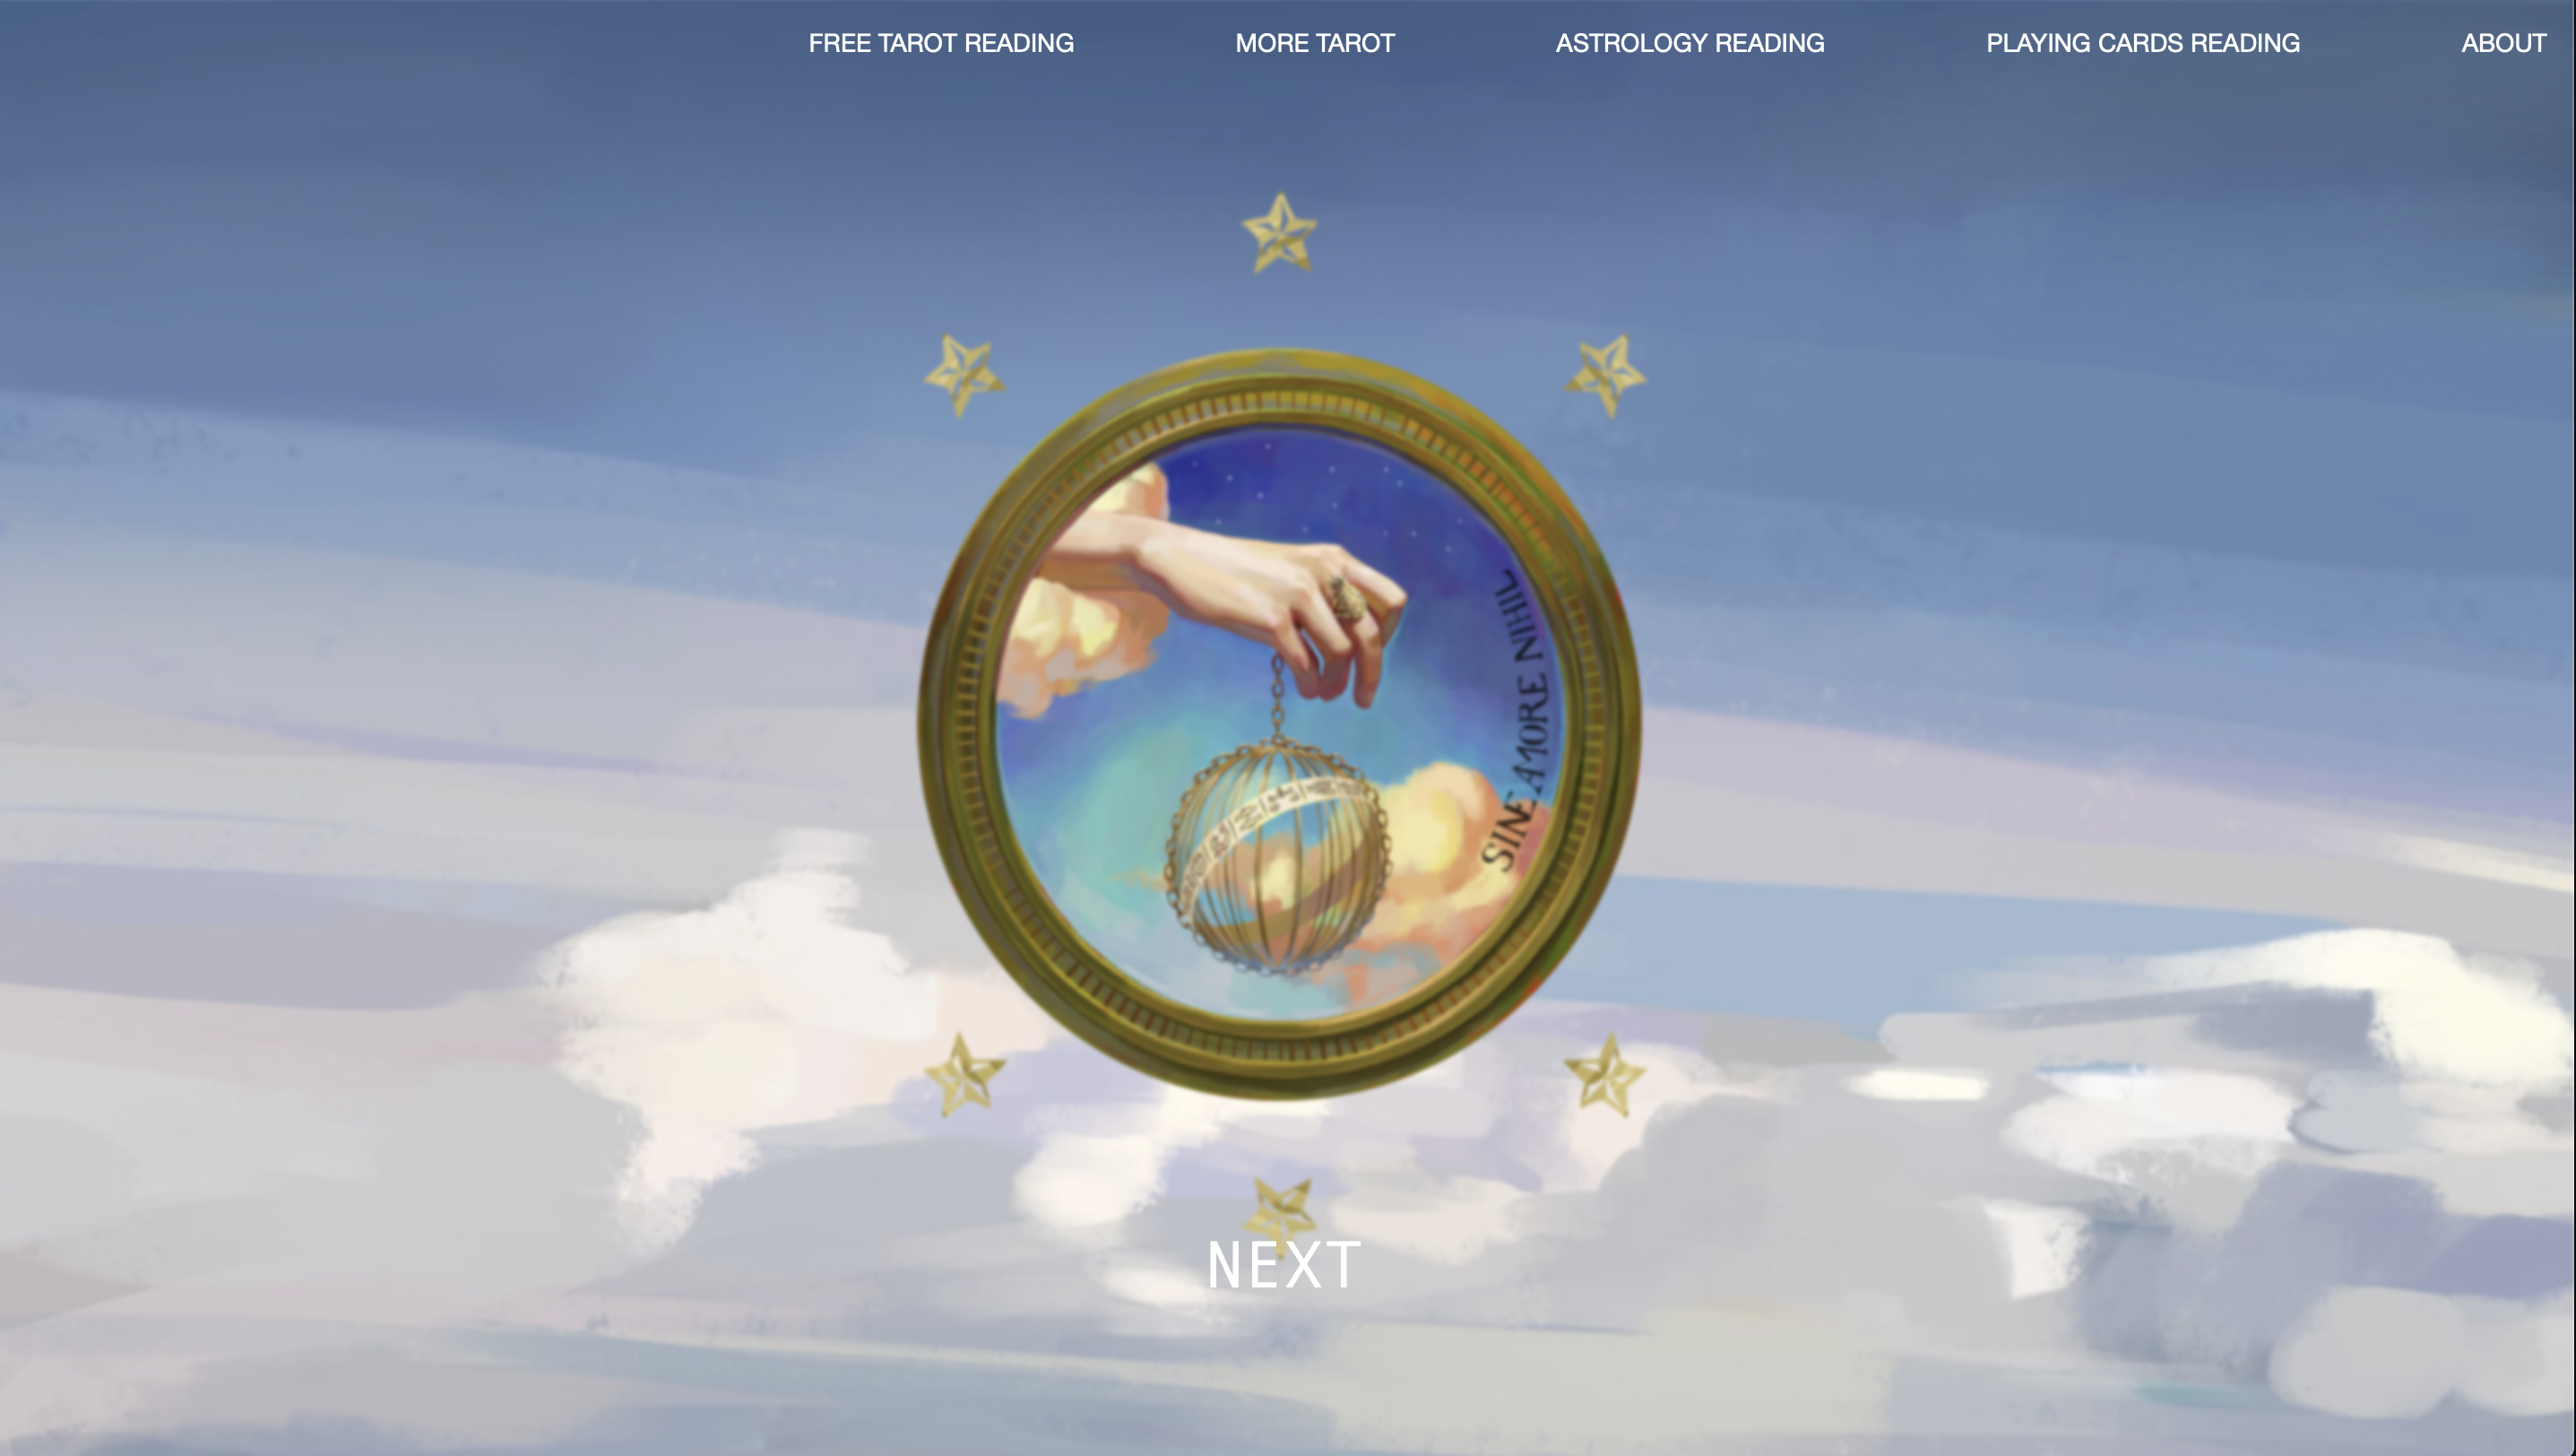 FREE TAROT READING
MORE TAROT
ASTROLOGY READING
PLAYING CARDS READING
ABOUT
SINE AMORE NIHIL
NEXT